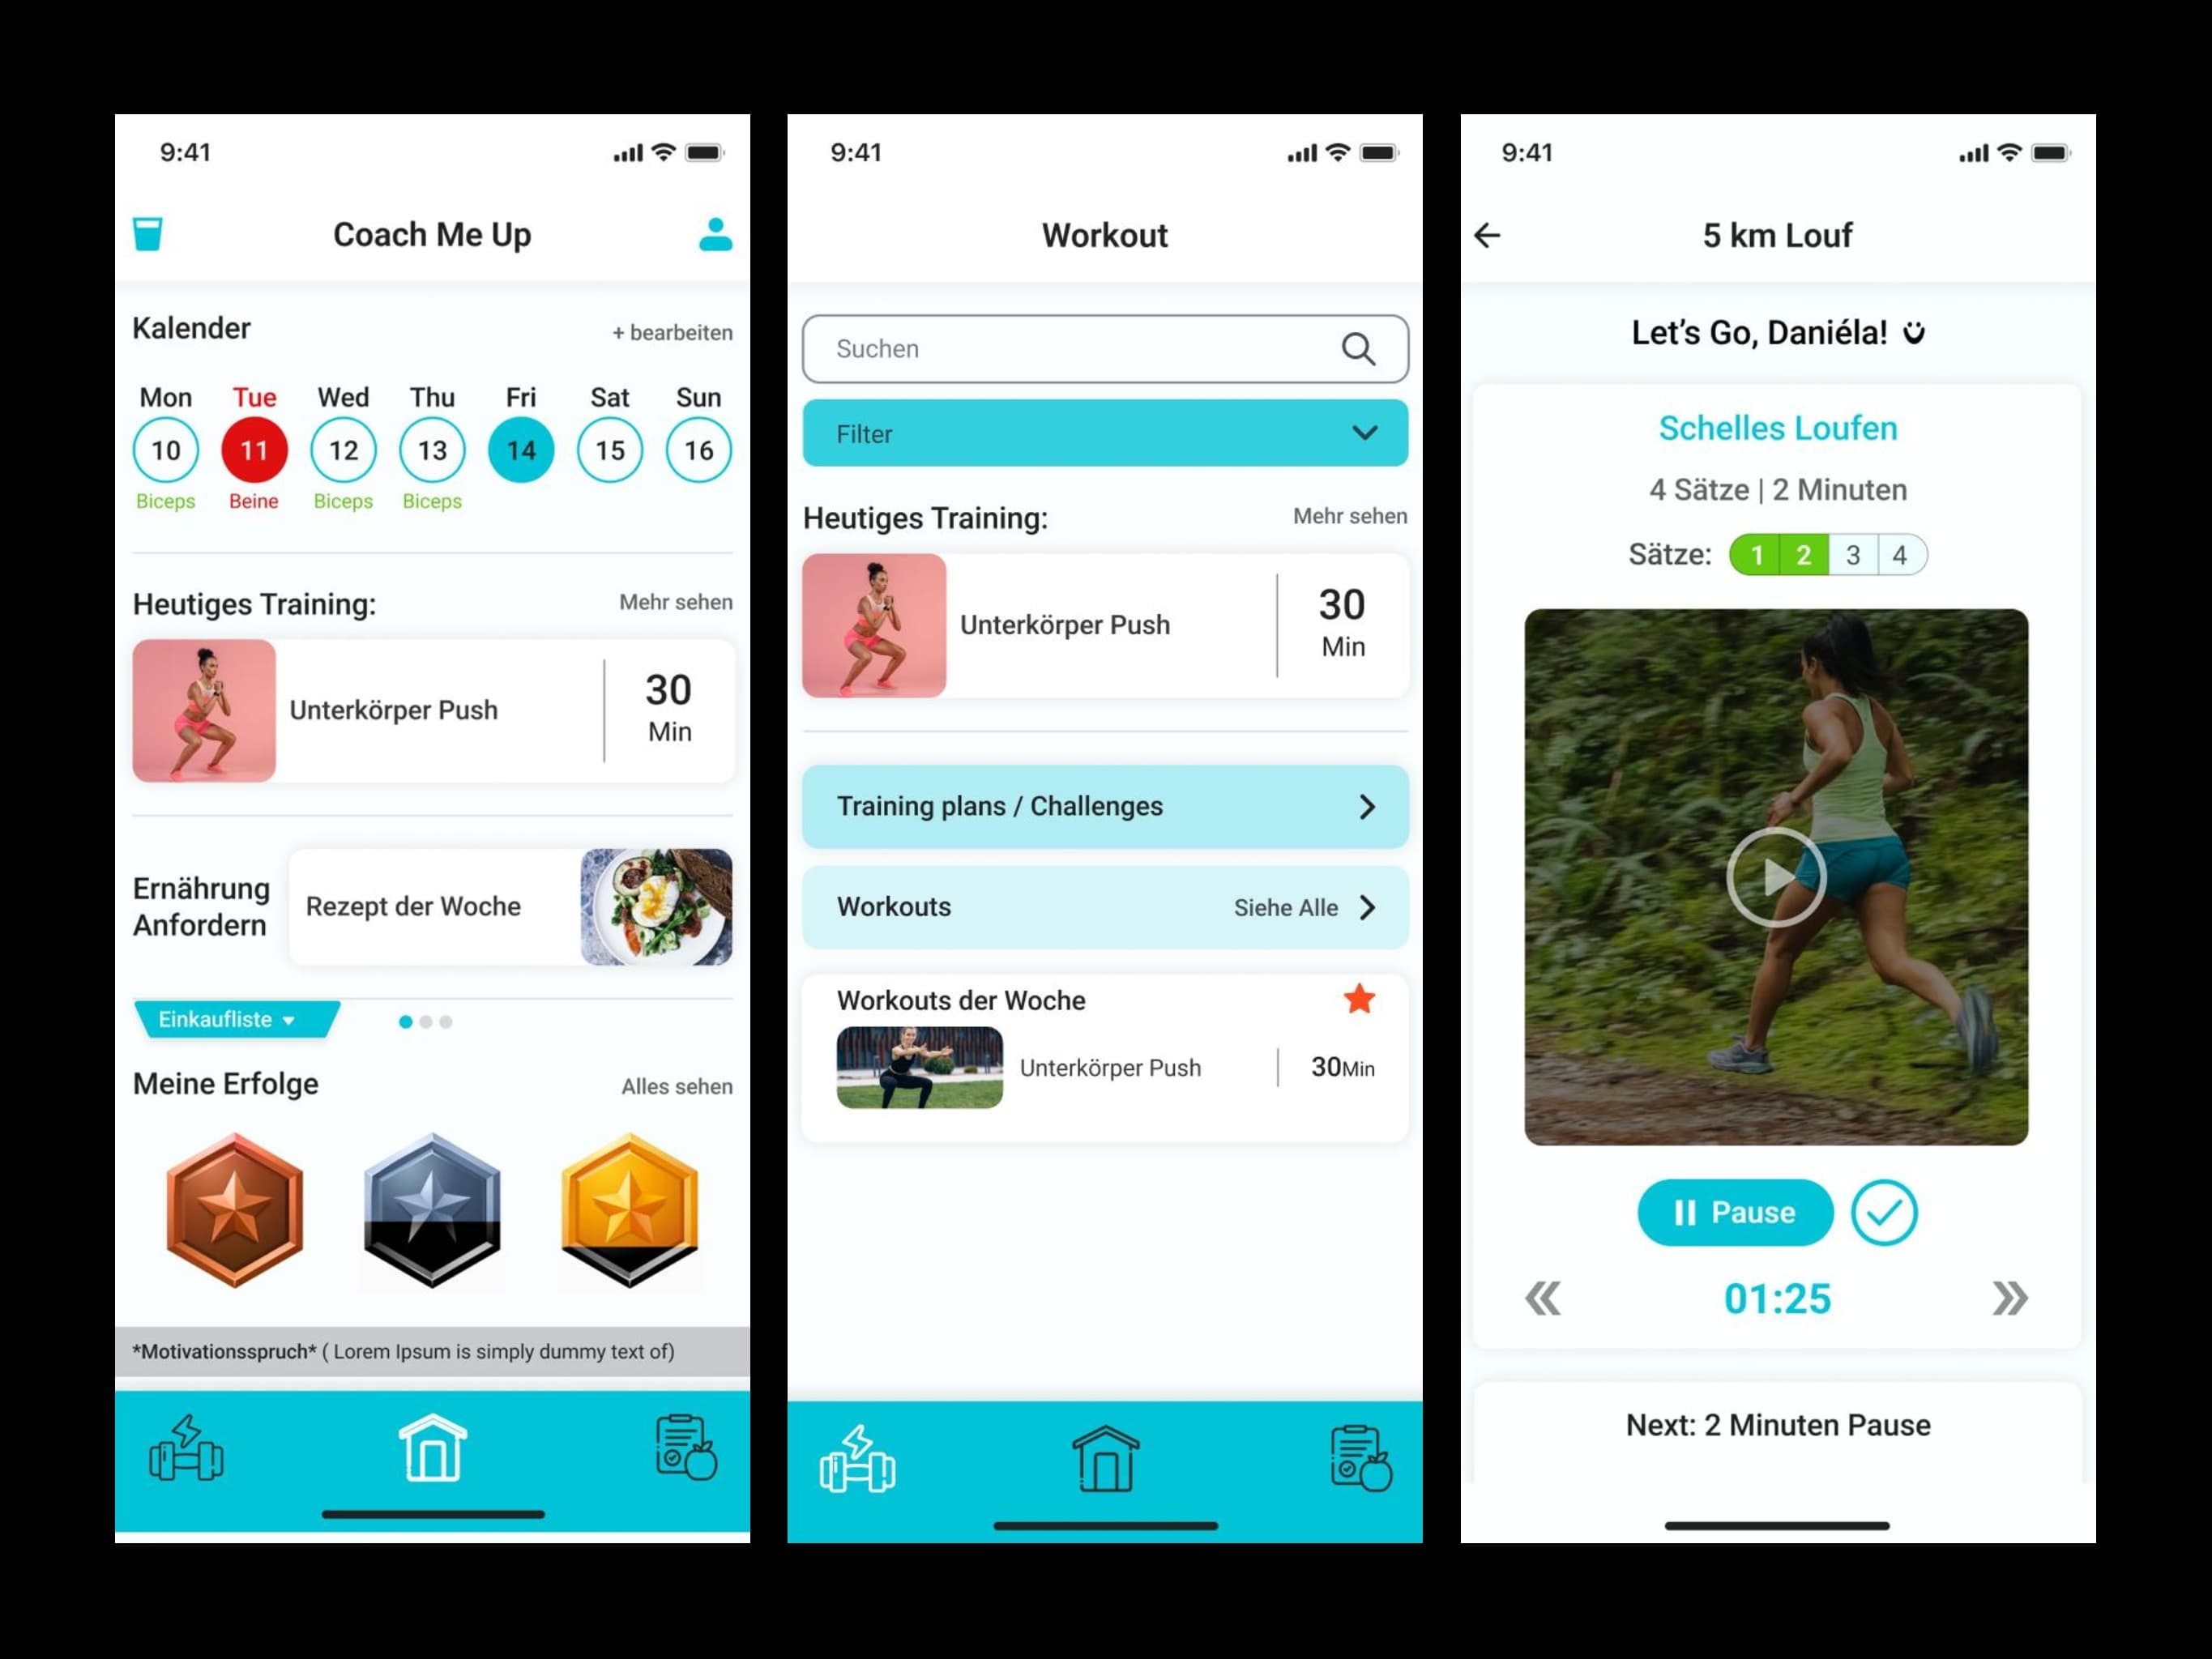 9:41
Coach Me Up
Kalender
+ bearbeiten
Mon Tue Wed Thu Fri Sat Sun
10 11 12 13 14 15 16
Biceps Beine Biceps Biceps
Heutiges Training:
Mehr sehen
Unterkörper Push
30
Min
Ernährung
Anfordern
Rezept der Woche
Einkaufliste
Meine Erfolge
Alles sehen
*Motivationsspruch* ( Lorem Ipsum is simply dummy text of)
9:41
Workout
Suchen
Filter
Heutiges Training:
Mehr sehen
Unterkörper Push
30
Min
Training plans / Challenges
Workouts
Siehe Alle
Workouts der Woche
Unterkörper Push
30Min
9:41
5 km Louf
Let's Go, Daniéla!
Schelles Loufen
4 Sätze | 2 Minuten
Sätze: 1 2 3 4
Pause
01:25
Next: 2 Minuten Pause